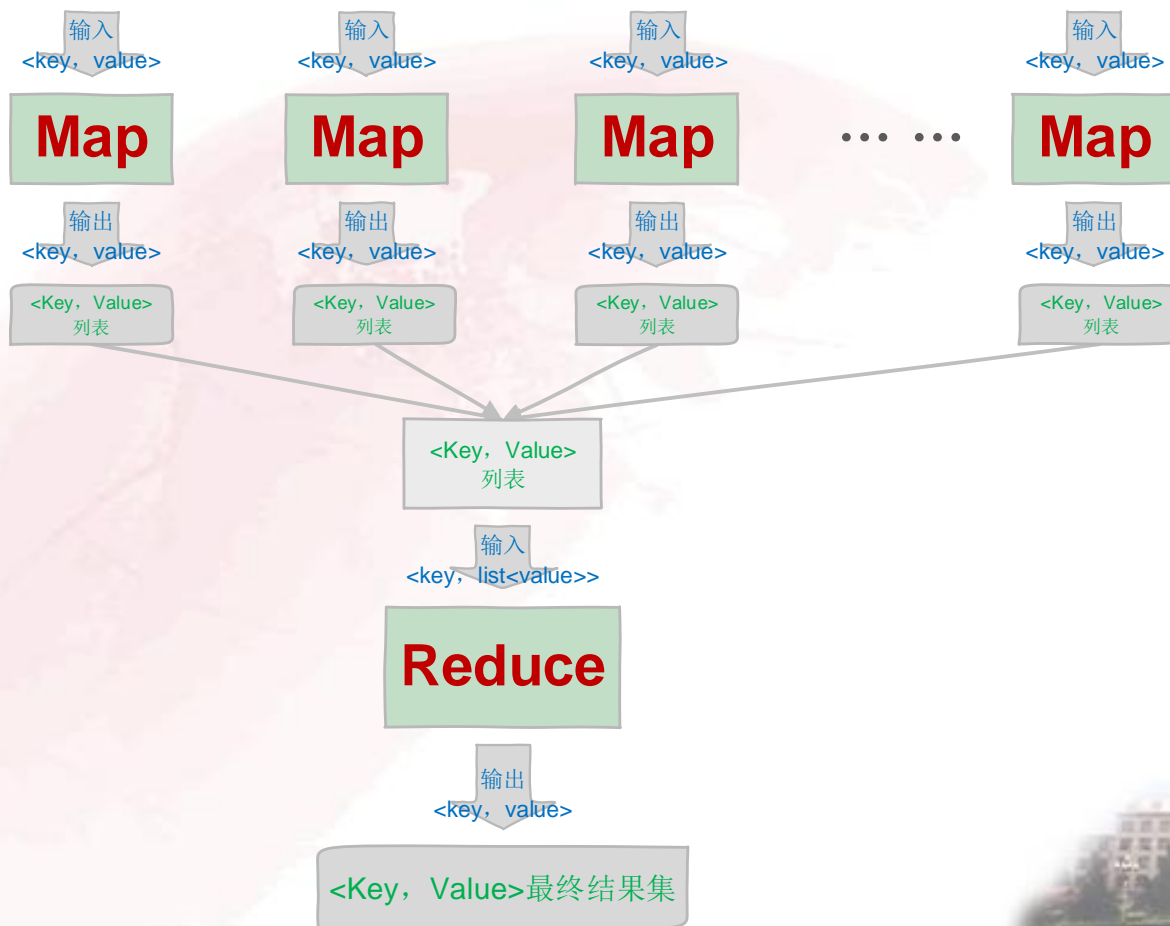 输入 输入 输入 输入
<key，value> <key，value> <key，value> <key，value>
Map Map Map … … Map
输出 输出 输出 输出
<key，value> <key，value> <key，value> <key，value>
<Key，Value> <Key，Value> <Key，Value> <Key，Value>
列表 列表 列表 列表
<Key，Value>
列表
输入
<key，list<value>>
Reduce
输出
<key，value>
<Key，Value>最终结果集